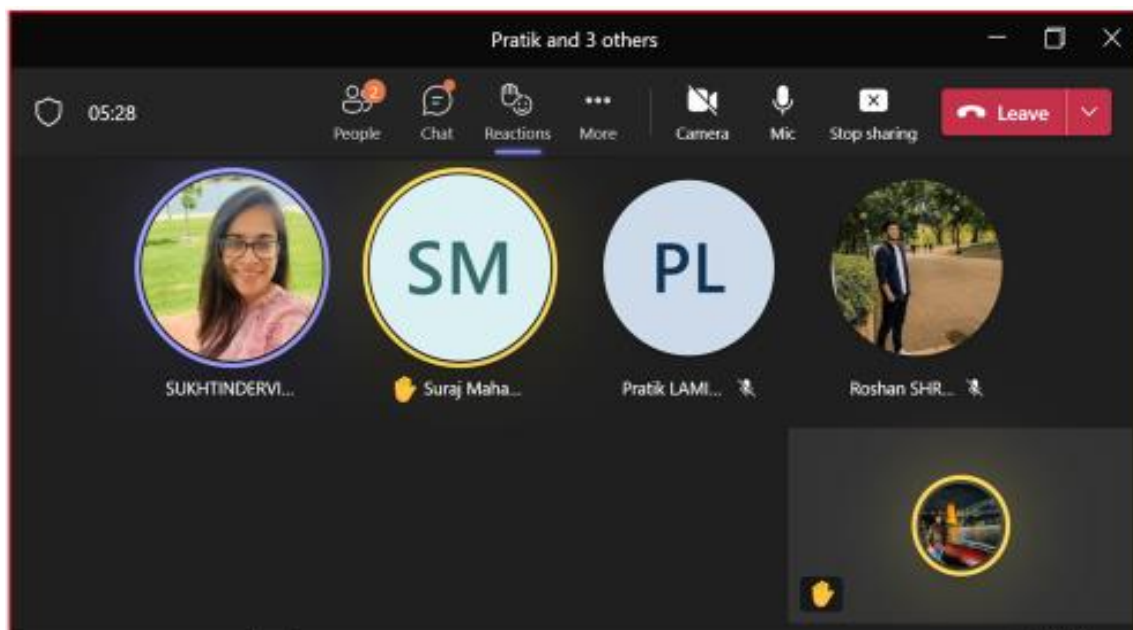 Pratik and 3 others
05:28
2
People Chat Reactions More Camera Mic Stop sharing Leave
SM PL
SUKHTINDERVI... Suraj Maha... Pratik LAMI... Roshan SHR...